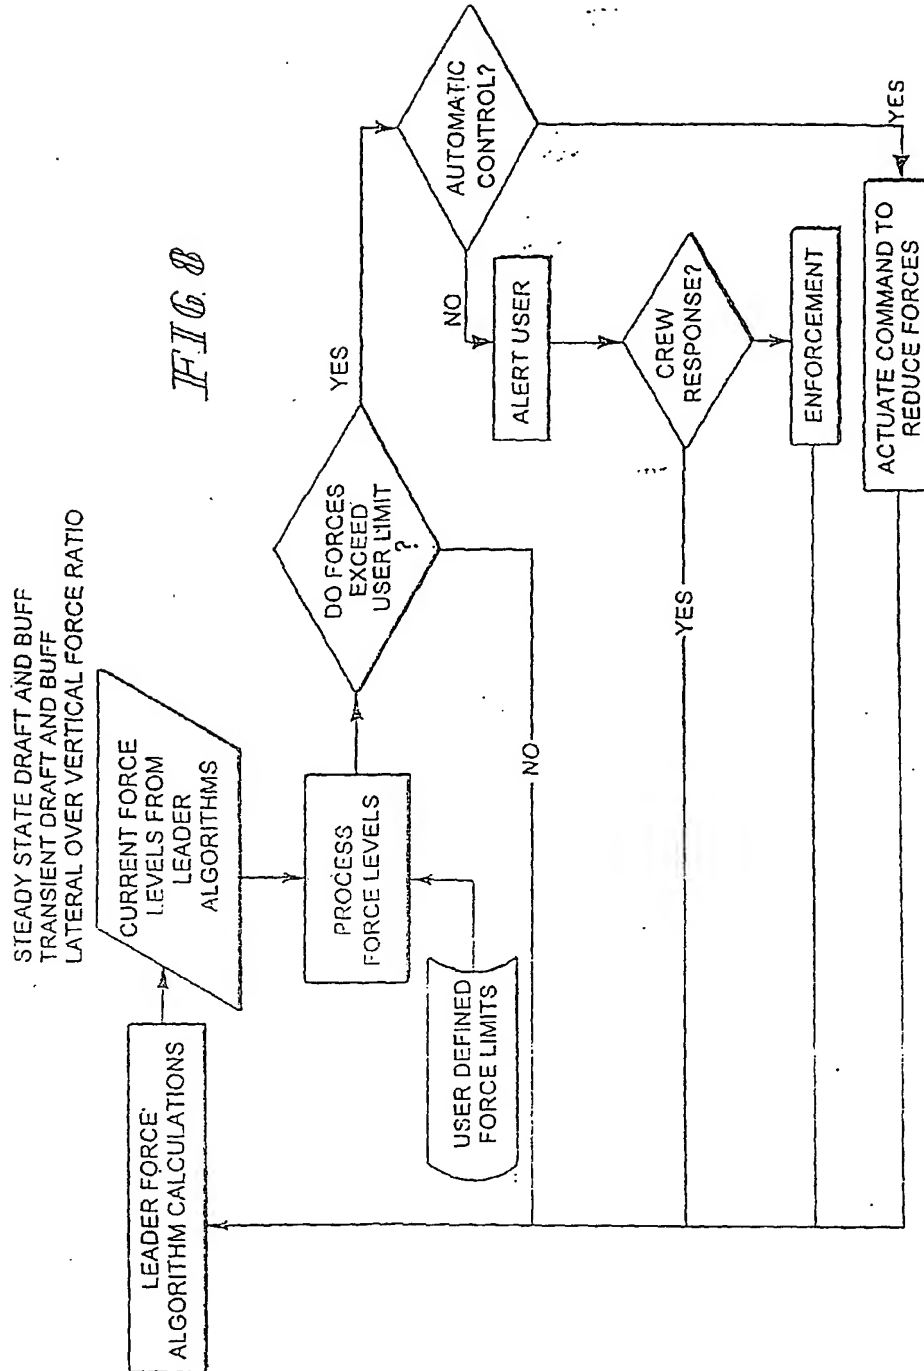 STEADY STATE DRAFT AND BUFF
TRANSIENT DRAFT AND BUFF
LATERAL OVER VERTICAL FORCE RATIO
FIG. 8
LEADER FORCE
ALGORITHM CALCULATIONS
CURRENT FORCE
LEVELS FROM
LEADER
ALGORITHMS
PROCESS
FORCE LEVELS
USER DEFINED
FORCE LIMITS
DO FORCES
EXCEED
USER LIMIT
?
YES
NO
AUTOMATIC
CONTROL?
NO
ALERT USER
CREW
RESPONSE?
YES
ENFORCEMENT
YES
ACTUATE COMMAND TO
REDUCE FORCES